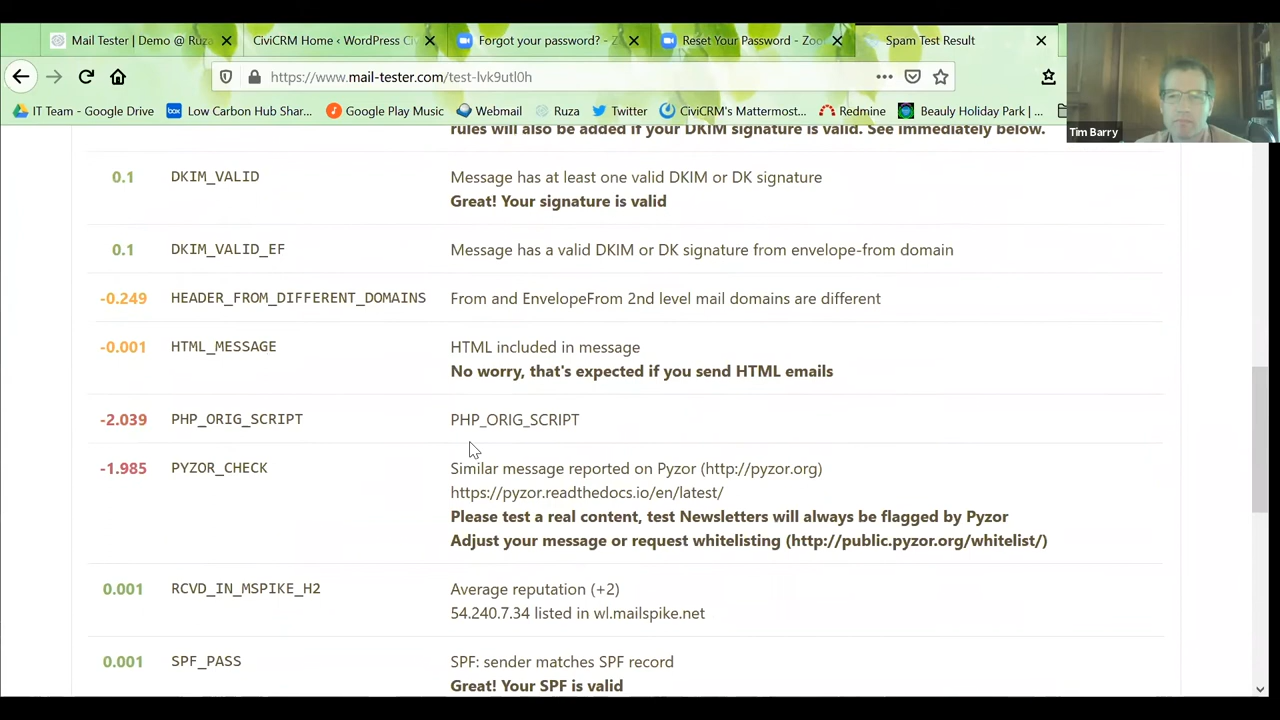 Mail Tester | Demo @ Ruza
CiviCRM Home ‹ WordPress Civ
Forgot your password? - Z
Reset Your Password - Zoo
Spam Test Result
https://www.mail-tester.com/test-lvk9utl0h
IT Team - Google Drive
Low Carbon Hub Shar...
Google Play Music
Webmail
Ruza
Twitter
CiviCRM's Mattermost...
Redmine
Beauly Holiday Park | ...
Tim Barry
rules will also be added if your DKIM signature is valid. See immediately below.
0.1 DKIM_VALID Message has at least one valid DKIM or DK signature
Great! Your signature is valid
0.1 DKIM_VALID_EF Message has a valid DKIM or DK signature from envelope-from domain
-0.249 HEADER_FROM_DIFFERENT_DOMAINS From and EnvelopeFrom 2nd level mail domains are different
-0.001 HTML_MESSAGE HTML included in message
No worry, that's expected if you send HTML emails
-2.039 PHP_ORIG_SCRIPT PHP_ORIG_SCRIPT
-1.985 PYZOR_CHECK Similar message reported on Pyzor (http://pyzor.org)
https://pyzor.readthedocs.io/en/latest/
Please test a real content, test Newsletters will always be flagged by Pyzor
Adjust your message or request whitelisting (http://public.pyzor.org/whitelist/)
0.001 RCVD_IN_MSPIKE_H2 Average reputation (+2)
54.240.7.34 listed in wl.mailspike.net
0.001 SPF_PASS SPF: sender matches SPF record
Great! Your SPF is valid